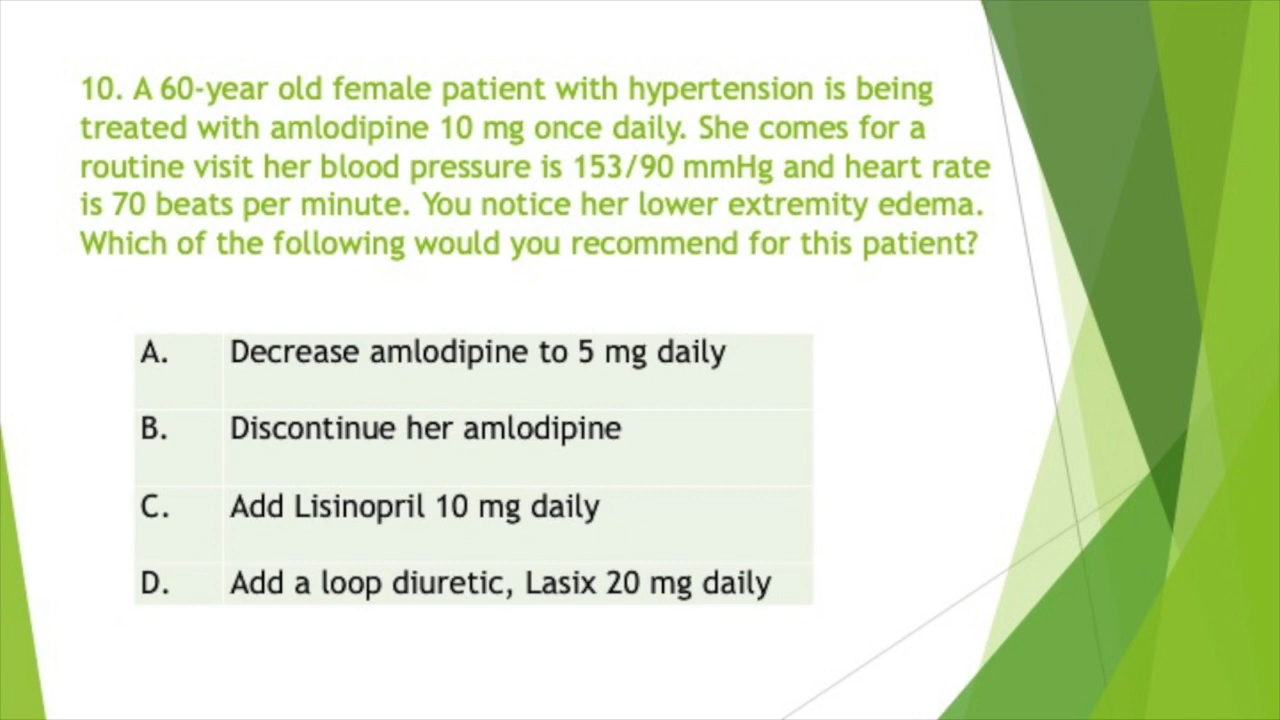 10. A 60-year old female patient with hypertension is being
treated with amlodipine 10 mg once daily. She comes for a
routine visit her blood pressure is 153/90 mmHg and heart rate
is 70 beats per minute. You notice her lower extremity edema.
Which of the following would you recommend for this patient?
A. Decrease amlodipine to 5 mg daily
B. Discontinue her amlodipine
C. Add Lisinopril 10 mg daily
D. Add a loop diuretic, Lasix 20 mg daily